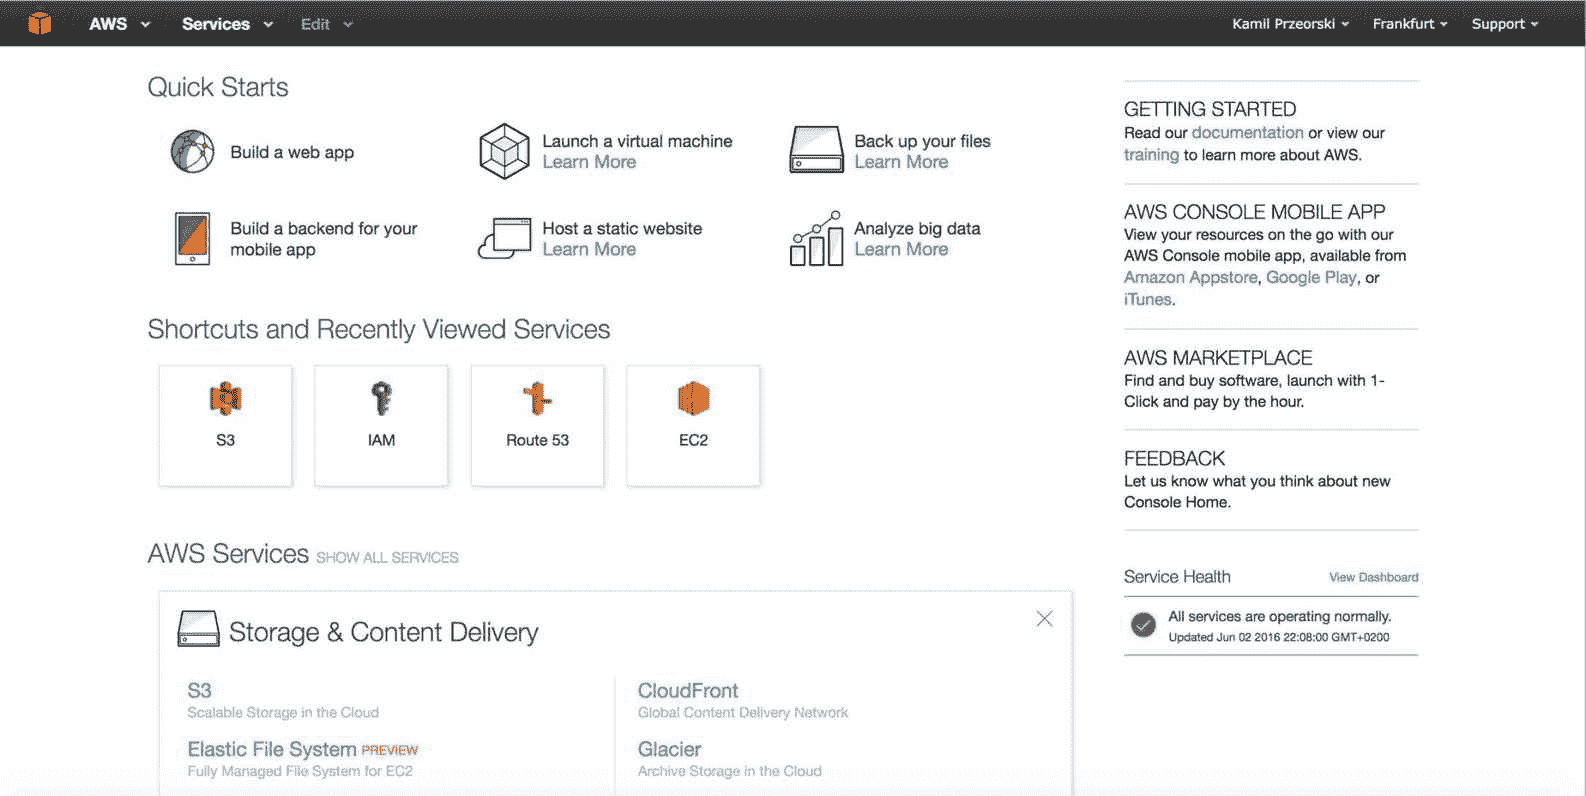 AWS Services Edit
Kamil Przeorski Frankfurt Support
Quick Starts
Build a web app
Launch a virtual machine
Learn More
Back up your files
Learn More
Build a backend for your
mobile app
Host a static website
Learn More
Analyze big data
Learn More
Shortcuts and Recently Viewed Services
S3
IAM
Route 53
EC2
AWS Services SHOW ALL SERVICES
Storage & Content Delivery
S3
Scalable Storage in the Cloud
Elastic File System PREVIEW
Fully Managed File System for EC2
CloudFront
Global Content Delivery Network
Glacier
Archive Storage in the Cloud
GETTING STARTED
Read our documentation or view our
training to learn more about AWS.
AWS CONSOLE MOBILE APP
View your resources on the go with our
AWS Console mobile app, available from
Amazon Appstore, Google Play, or
iTunes.
AWS MARKETPLACE
Find and buy software, launch with 1-
Click and pay by the hour.
FEEDBACK
Let us know what you think about new
Console Home.
Service Health View Dashboard
All services are operating normally.
Updated Jun 02 2016 22:08:00 GMT+0200